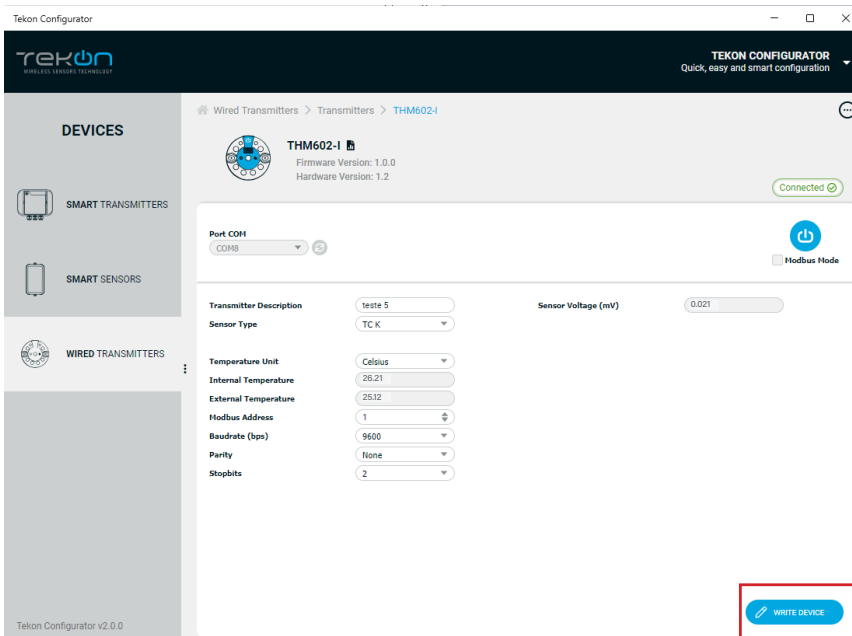 Tekon Configurator
TEKON
WIRELESS SENSORS TECHNOLOGY
TEKON CONFIGURATOR
Quick, easy and smart configuration
DEVICES
SMART TRANSMITTERS
SMART SENSORS
WIRED TRANSMITTERS
Tekon Configurator v2.0.0
Wired Transmitters > Transmitters > THM602-I
THM602-I
Firmware Version: 1.0.0
Hardware Version: 1.2
Connected
Port COM
COM8
Modbus Mode
Transmitter Description teste 5
Sensor Type TC K
Temperature Unit Celsius
Internal Temperature 26.21
External Temperature 25.12
Modbus Address 1
Baudrate (bps) 9600
Parity None
Stopbits 2
Sensor Voltage (mV) 0.021
WRITE DEVICE